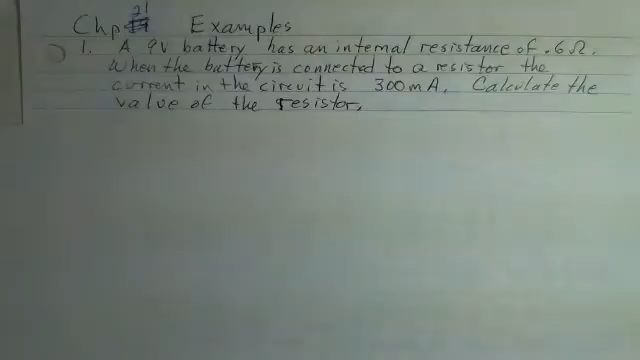 Chp 21 Examples
1. A 9V battery has an internal resistance of .6Ω.
When the battery is connected to a resistor the
current in the circuit is 300mA. Calculate the
value of the resistor.